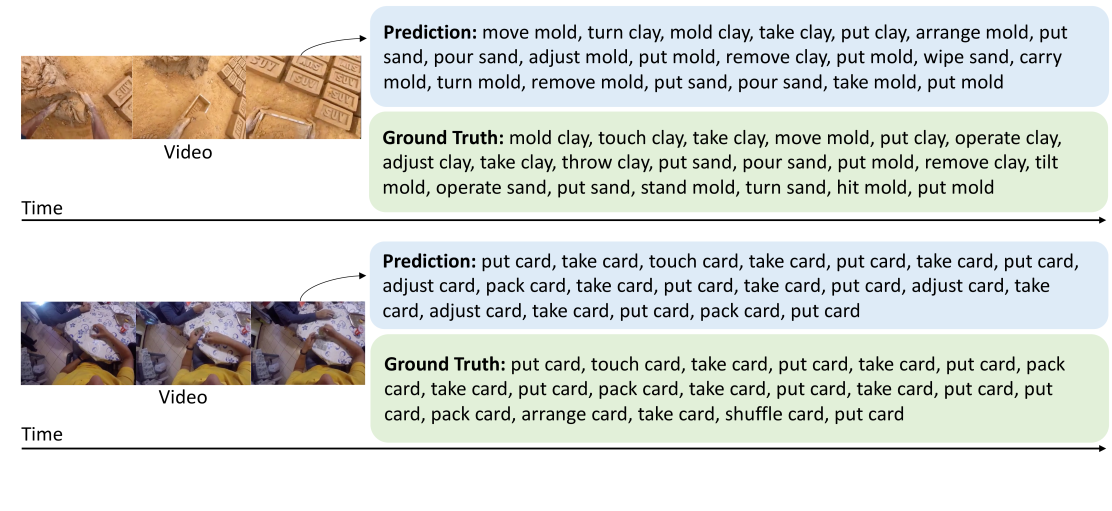 Prediction: move mold, turn clay, mold clay, take clay, put clay, arrange mold, put
sand, pour sand, adjust mold, put mold, remove clay, put mold, wipe sand, carry
mold, turn mold, remove mold, put sand, pour sand, take mold, put mold
Ground Truth: mold clay, touch clay, take clay, move mold, put clay, operate clay,
adjust clay, take clay, throw clay, put sand, pour sand, put mold, remove clay, tilt
mold, operate sand, put sand, stand mold, turn sand, hit mold, put mold
Video
Time
Prediction: put card, take card, touch card, take card, put card, take card, put card,
adjust card, pack card, take card, put card, take card, put card, adjust card, take
card, adjust card, take card, put card, pack card, put card
Ground Truth: put card, touch card, take card, put card, take card, put card, pack
card, take card, put card, pack card, take card, put card, take card, put card, put
card, pack card, arrange card, take card, shuffle card, put card
Video
Time